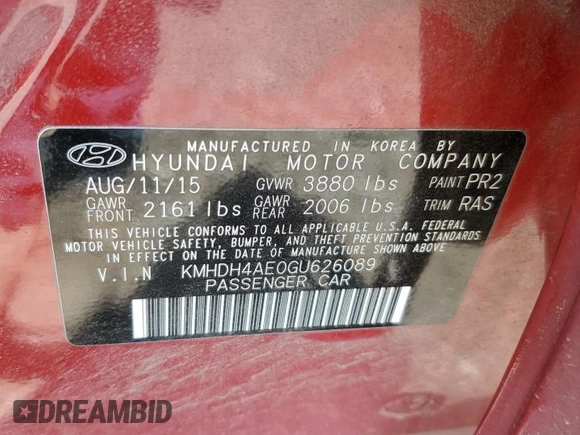 MANUFACTURED IN KOREA BY
HYUNDAI MOTOR COMPANY
AUG/11/15 GVWR 3880 lbs PAINT PR2
GAWR FRONT 2161 lbs GAWR REAR 2006 lbs TRIM RAS
THIS VEHICLE CONFORMS TO ALL APPLICABLE U.S.A. FEDERAL
MOTOR VEHICLE SAFETY, BUMPER, AND THEFT PREVENTION STANDARDS
IN EFFECT ON THE DATE OF MANUFACTURE SHOWN ABOVE
V.I.N KMHDH4AE0GU626089
PASSENGER CAR
DREAMBID